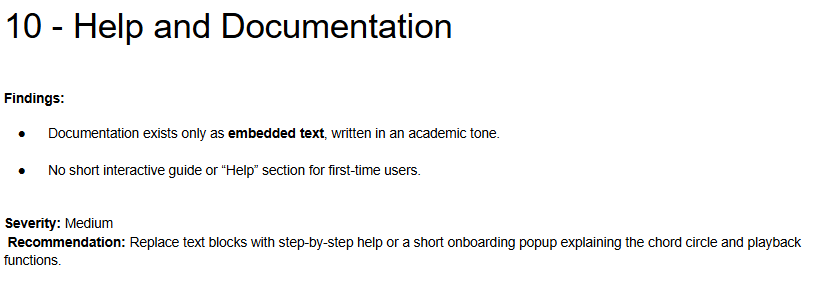 10 - Help and Documentation
Findings:
● Documentation exists only as embedded text, written in an academic tone.
● No short interactive guide or “Help” section for first-time users.
Severity: Medium
Recommendation: Replace text blocks with step-by-step help or a short onboarding popup explaining the chord circle and playback
functions.